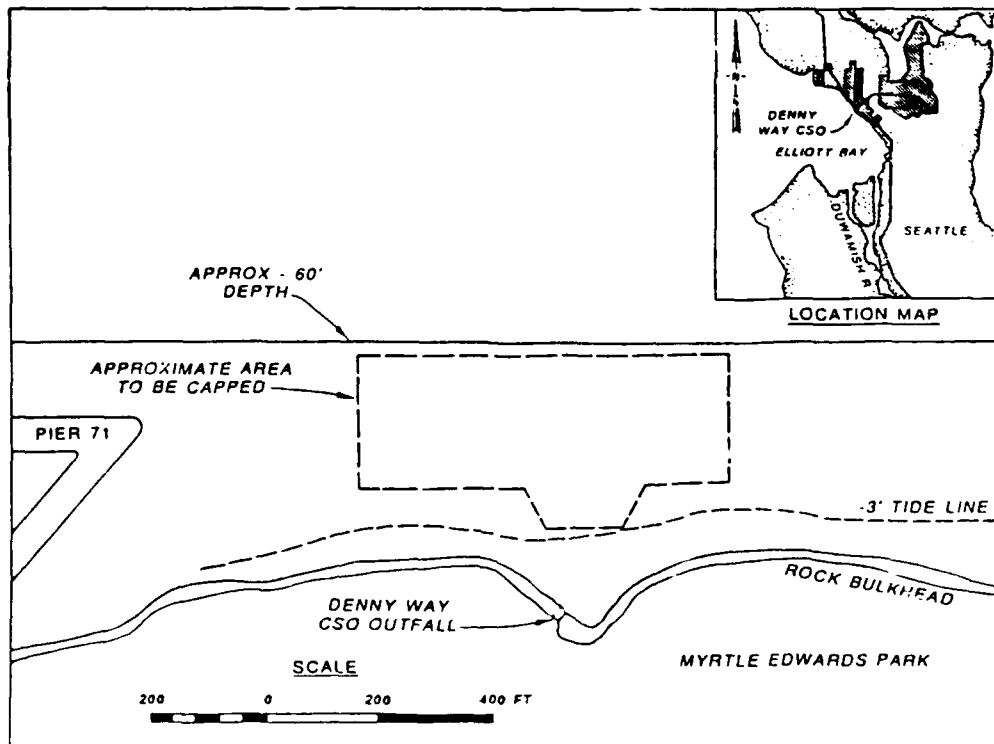 DENNY
WAY CSO
ELLIOTT BAY
DUWAMISH R
SEATTLE
LOCATION MAP
APPROX - 60'
DEPTH
APPROXIMATE AREA
TO BE CAPPED
PIER 71
-3' TIDE LINE
ROCK BULKHEAD
DENNY WAY
CSO OUTFALL
MYRTLE EDWARDS PARK
SCALE
200 0 200 400 FT